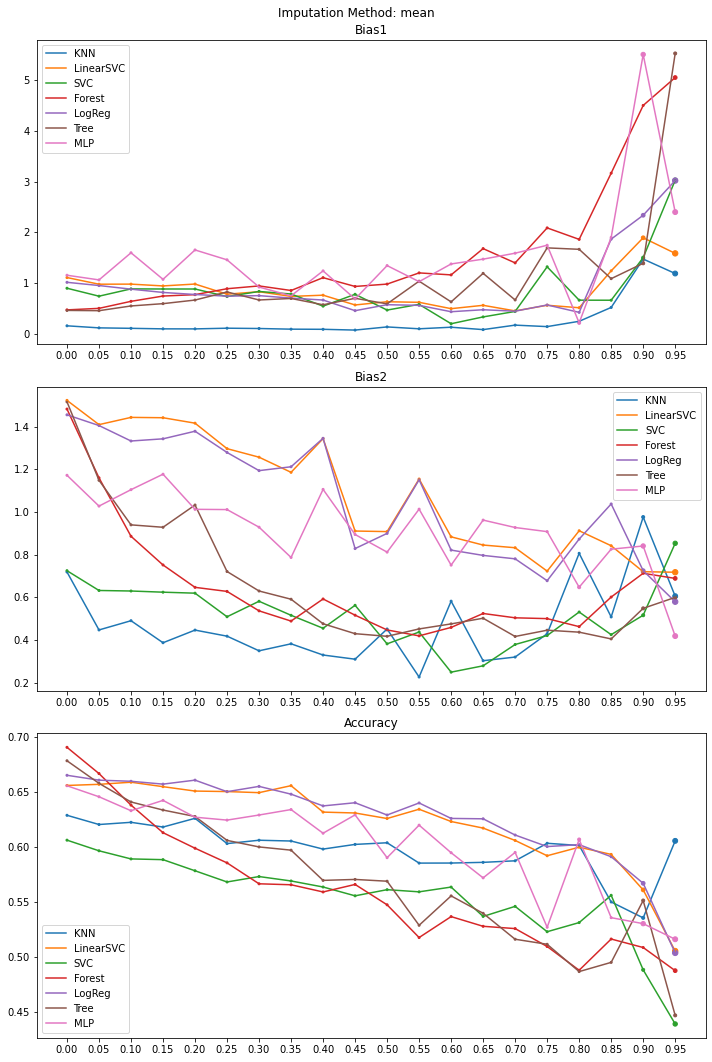 Imputation Method: mean
Bias1
KNN
LinearSVC
SVC
Forest
LogReg
Tree
MLP
5
4
3
2
1
0
0.00 0.05 0.10 0.15 0.20 0.25 0.30 0.35 0.40 0.45 0.50 0.55 0.60 0.65 0.70 0.75 0.80 0.85 0.90 0.95
Bias2
KNN
LinearSVC
SVC
Forest
LogReg
Tree
MLP
1.4
1.2
1.0
0.8
0.6
0.4
0.2
0.00 0.05 0.10 0.15 0.20 0.25 0.30 0.35 0.40 0.45 0.50 0.55 0.60 0.65 0.70 0.75 0.80 0.85 0.90 0.95
Accuracy
0.70
0.65
0.60
0.55
0.50
0.45
KNN
LinearSVC
SVC
Forest
LogReg
Tree
MLP
0.00 0.05 0.10 0.15 0.20 0.25 0.30 0.35 0.40 0.45 0.50 0.55 0.60 0.65 0.70 0.75 0.80 0.85 0.90 0.95